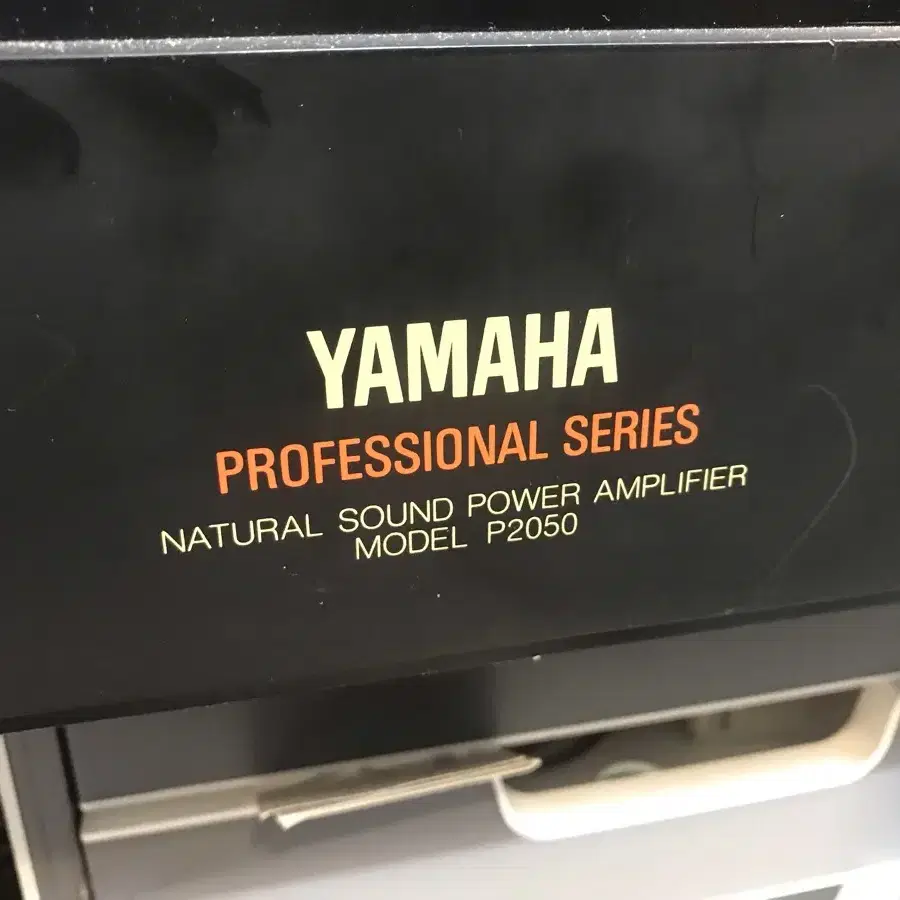 YAMAHA
PROFESSIONAL SERIES
NATURAL SOUND POWER AMPLIFIER
MODEL P2050